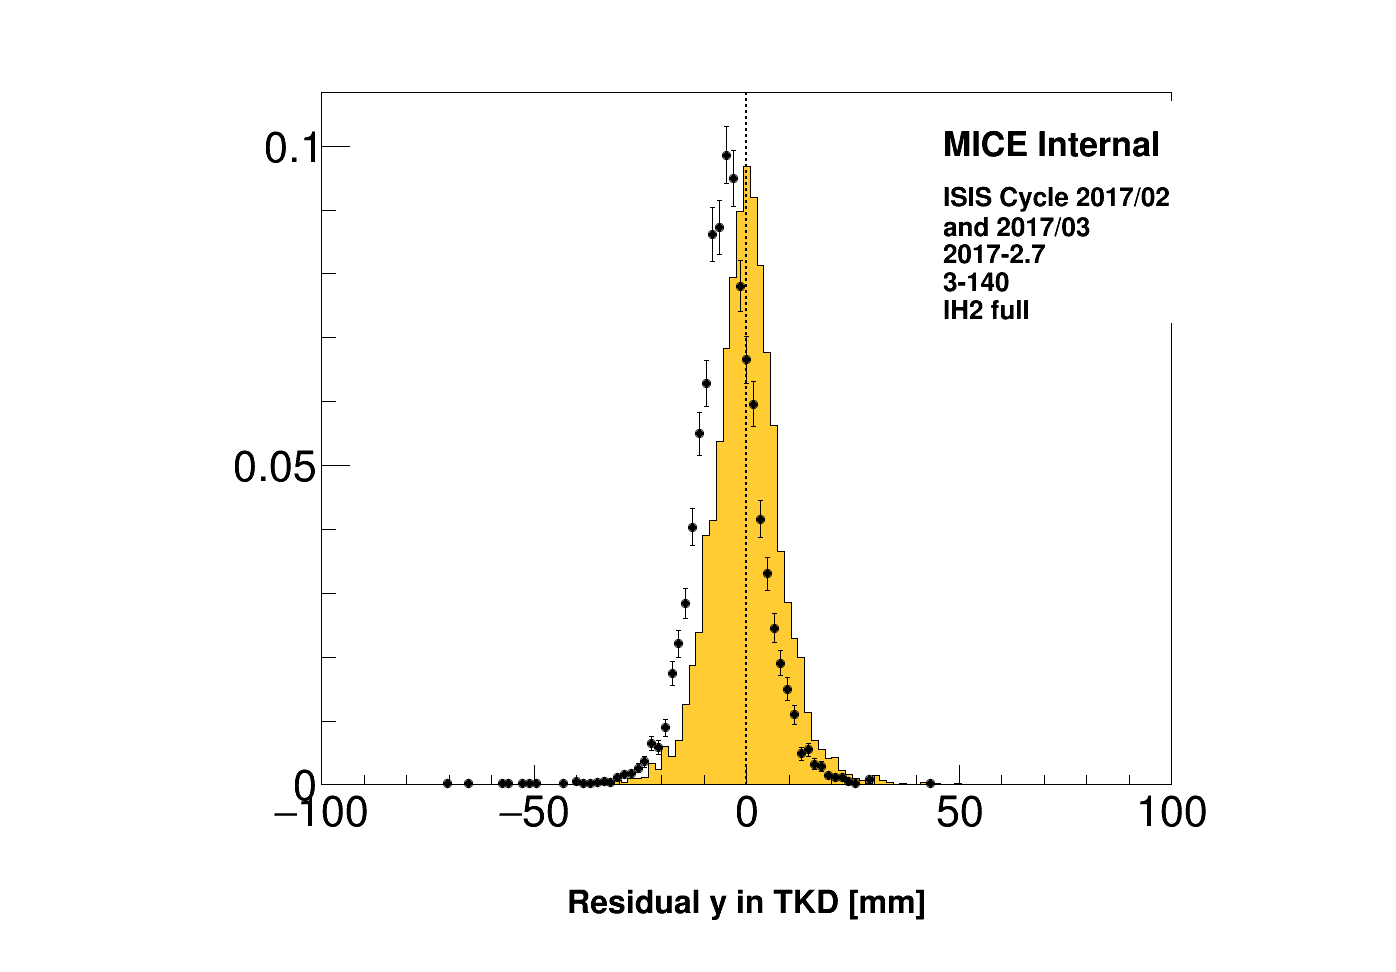 0.1
0.05
0
−100 −50 0 50 100
MICE Internal
ISIS Cycle 2017/02
and 2017/03
2017-2.7
3-140
IH2 full
Residual y in TKD [mm]